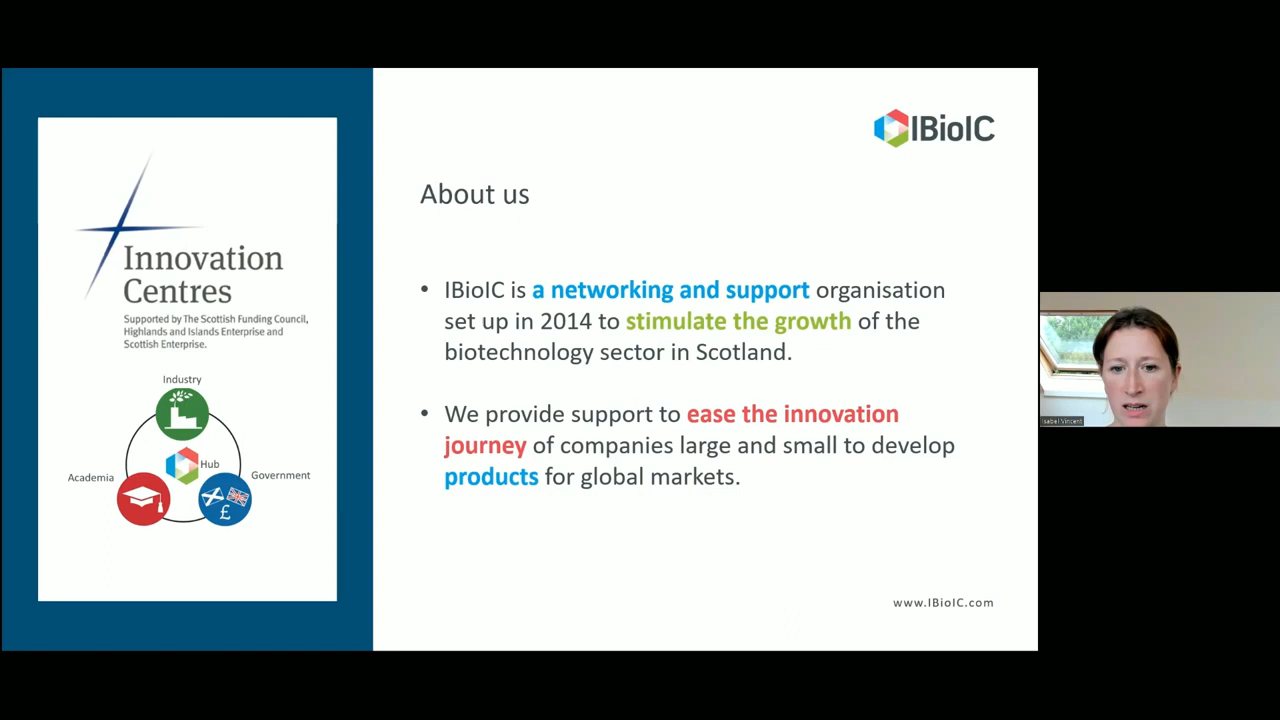 Innovation
Centres
Supported by The Scottish Funding Council,
Highlands and Islands Enterprise and
Scottish Enterprise.
Industry
Hub
Academia
Government
£
IBioIC
About us
• IBioIC is a networking and support organisation
set up in 2014 to stimulate the growth of the
biotechnology sector in Scotland.
• We provide support to ease the innovation
journey of companies large and small to develop
products for global markets.
www.IBioIC.com
Isabel Vincent